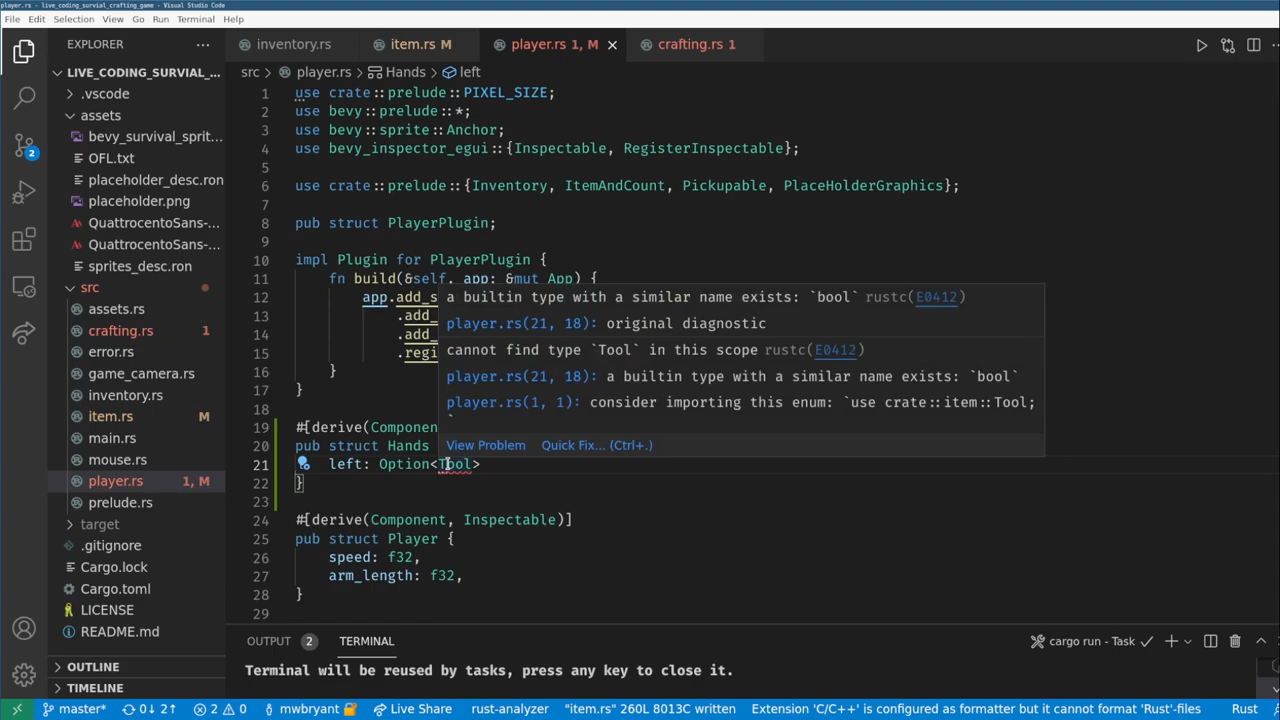 player.rs - live_coding_survial_crafting_game - Visual Studio Code
File Edit Selection View Go Run Terminal Help
EXPLORER
LIVE_CODING_SURVIAL_...
.vscode
assets
bevy_survival_sprit...
OFL.txt
placeholder_desc.ron
placeholder.png
QuattrocentoSans-...
QuattrocentoSans-...
sprites_desc.ron
src
assets.rs
crafting.rs 1
error.rs
game_camera.rs
inventory.rs
item.rs M
main.rs
mouse.rs
player.rs 1, M
prelude.rs
target
.gitignore
Cargo.lock
Cargo.toml
LICENSE
README.md
OUTLINE
TIMELINE
2
inventory.rs item.rs M player.rs 1, M crafting.rs 1
src > player.rs > Hands > left
1 use crate::prelude::PIXEL_SIZE;
2 use bevy::prelude::*;
3 use bevy::sprite::Anchor;
4 use bevy_inspector_egui::{Inspectable, RegisterInspectable};
5
6 use crate::prelude::{Inventory, ItemAndCount, Pickupable, PlaceHolderGraphics};
7
8 pub struct PlayerPlugin;
9
10 impl Plugin for PlayerPlugin {
11 fn build(&self, app: &mut App) {
12 app.add_s
13 .add_
14 .add_
15 .regi
16 }
17 }
18
19 #[derive(Componen
20 pub struct Hands
21 left: Option<Tool>
22 }
23
24 #[derive(Component, Inspectable)]
25 pub struct Player {
26 speed: f32,
27 arm_length: f32,
28 }
29
a builtin type with a similar name exists: `bool` rustc(E0412)
player.rs(21, 18): original diagnostic
cannot find type `Tool` in this scope rustc(E0412)
player.rs(21, 18): a builtin type with a similar name exists: `bool`
player.rs(1, 1): consider importing this enum: `use crate::item::Tool;
`
View Problem Quick Fix... (Ctrl+.)
OUTPUT 2 TERMINAL cargo run - Task
Terminal will be reused by tasks, press any key to close it.
master* 0↓ 2↑ 2 0 mwbryant Live Share rust-analyzer "item.rs" 260L 8013C written Extension 'C/C++' is configured as formatter but it cannot format 'Rust'-files Rust